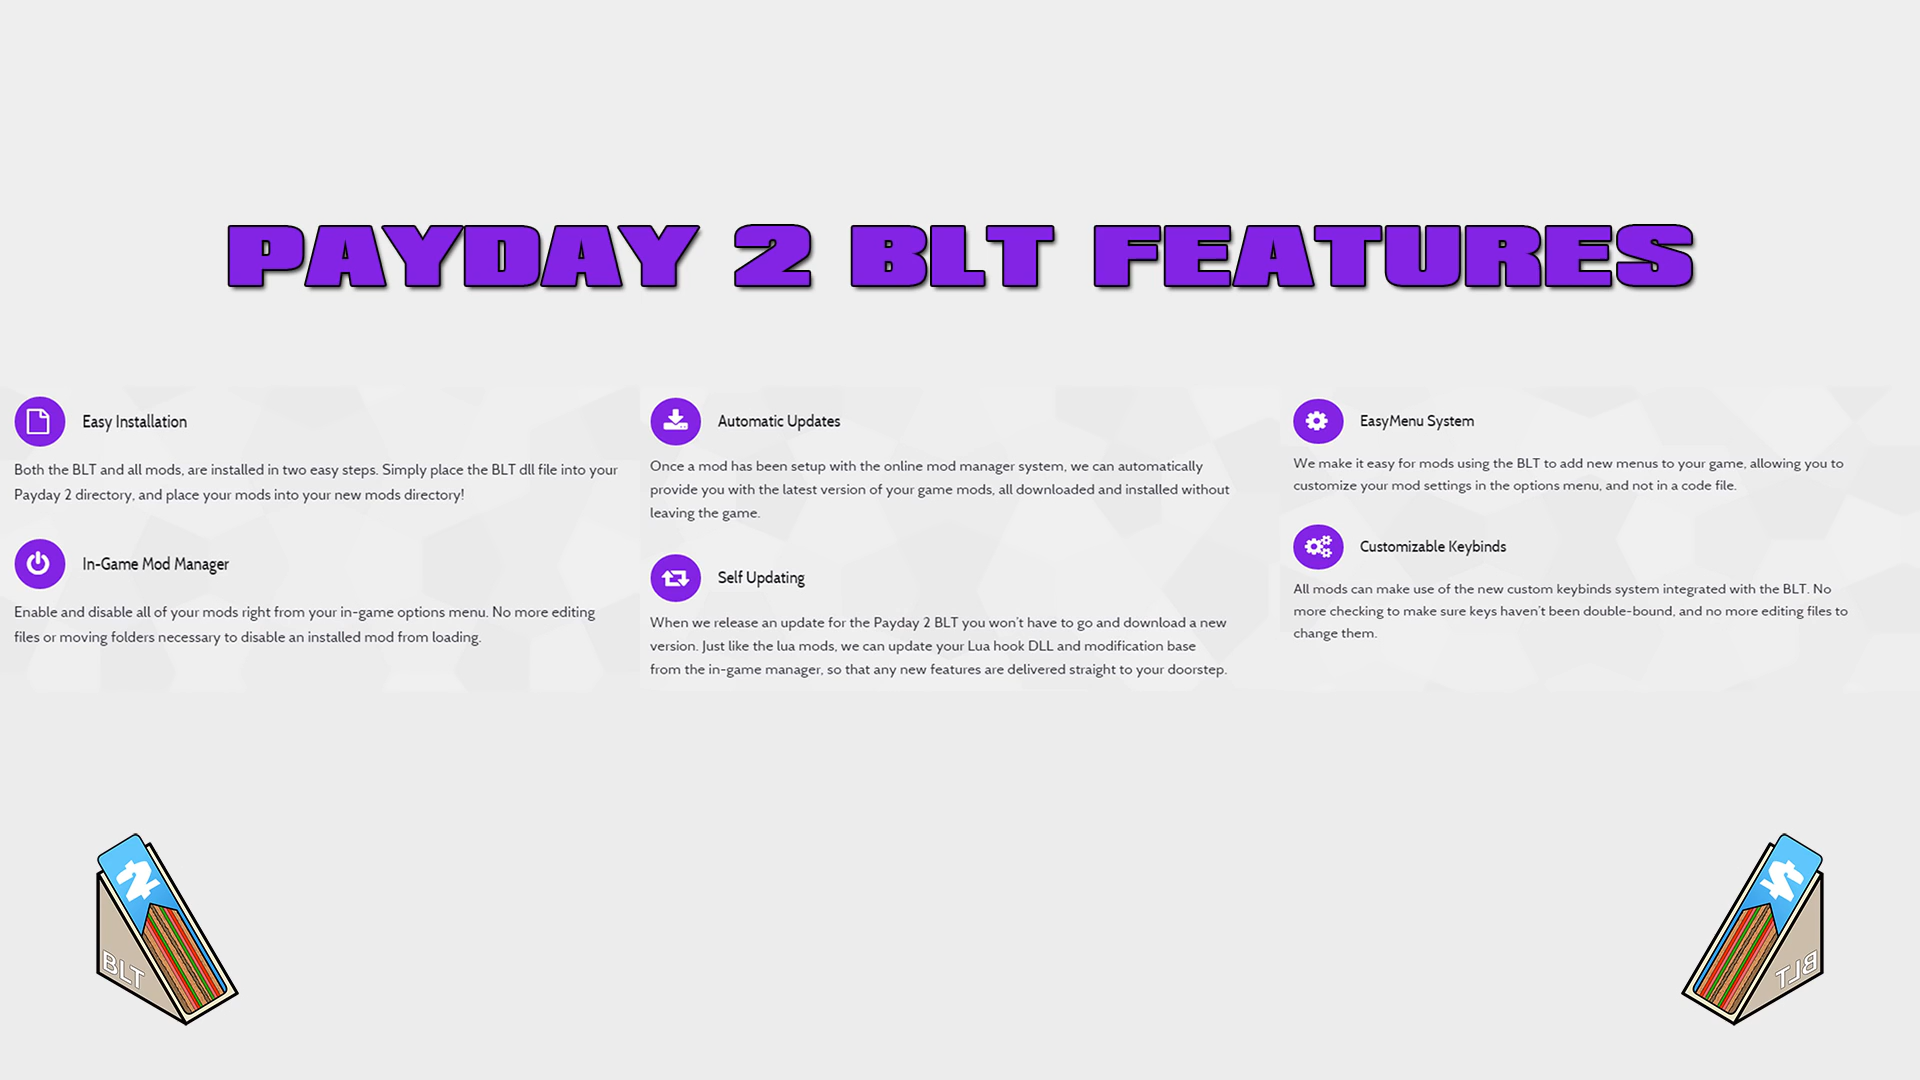 PAYDAY 2 BLT FEATURES
Easy Installation
Both the BLT and all mods, are installed in two easy steps. Simply place the BLT dll file into your
Payday 2 directory, and place your mods into your new mods directory!
In-Game Mod Manager
Enable and disable all of your mods right from your in-game options menu. No more editing
files or moving folders necessary to disable an installed mod from loading.
Automatic Updates
Once a mod has been setup with the online mod manager system, we can automatically
provide you with the latest version of your game mods, all downloaded and installed without
leaving the game.
Self Updating
When we release an update for the Payday 2 BLT you won't have to go and download a new
version. Just like the lua mods, we can update your Lua hook DLL and modification base
from the in-game manager, so that any new features are delivered straight to your doorstep.
EasyMenu System
We make it easy for mods using the BLT to add new menus to your game, allowing you to
customize your mod settings in the options menu, and not in a code file.
Customizable Keybinds
All mods can make use of the new custom keybinds system integrated with the BLT. No
more checking to make sure keys haven't been double-bound, and no more editing files to
change them.
2
BLT
2
BLT